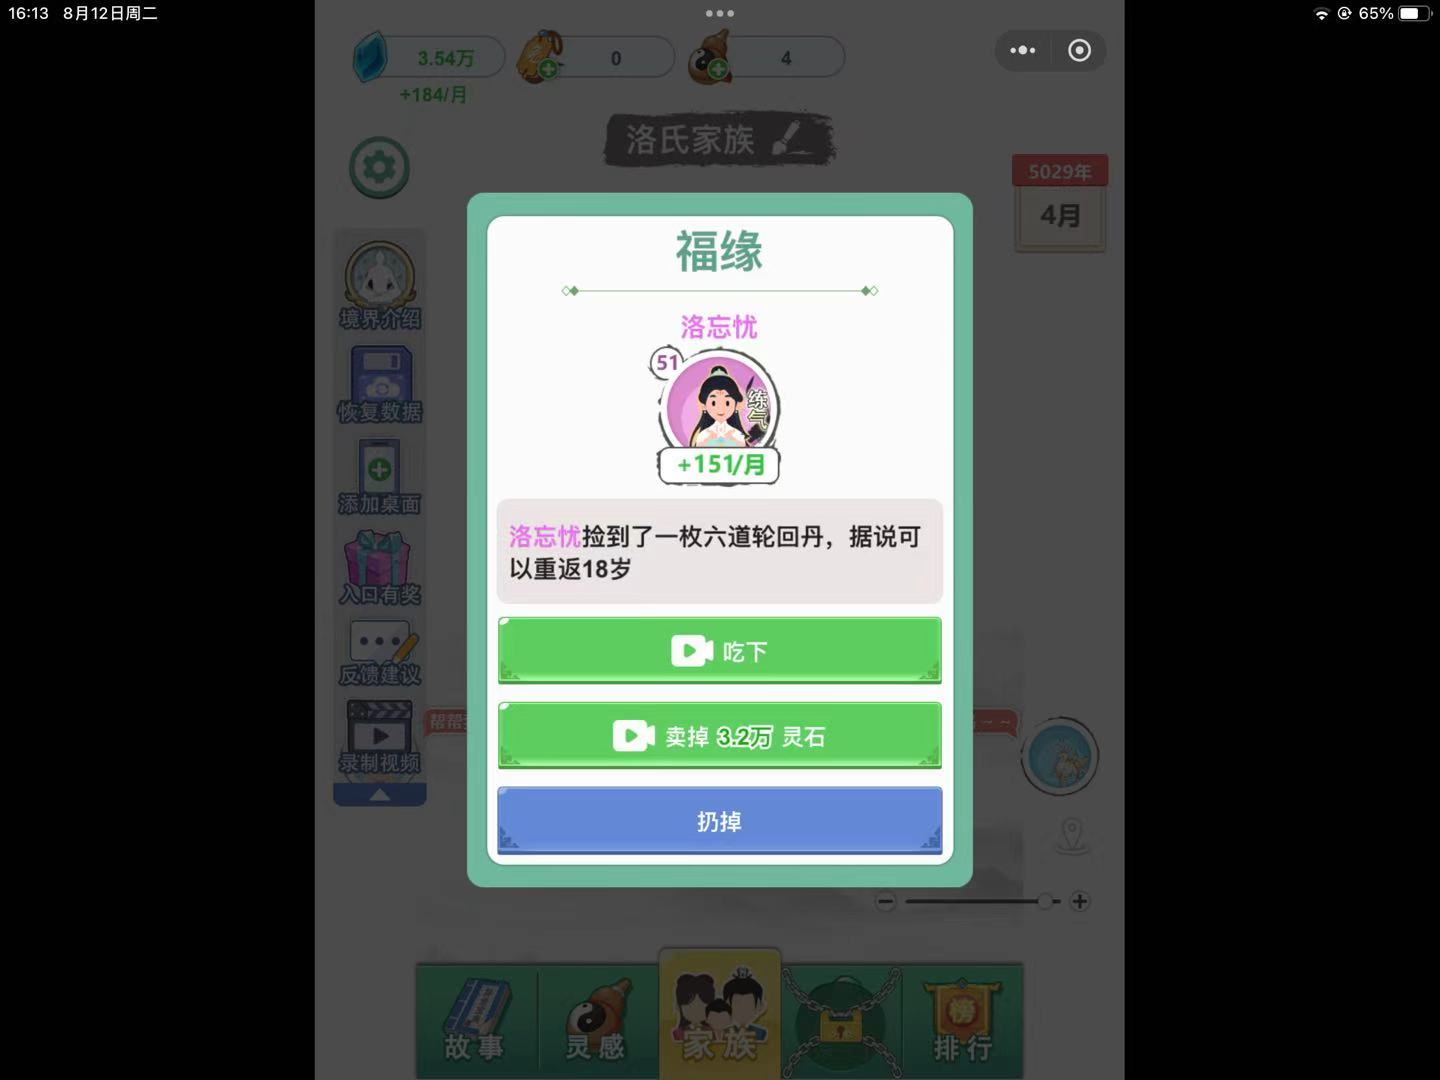 16:13 8月12日周二
65%
3.54万
0
4
+184/月
洛氏家族
5029年
4月
福缘
洛忘忧
51
练气
+151/月
洛忘忧捡到了一枚六道轮回丹，据说可
以重返18岁
吃下
卖掉 3.2万 灵石
扔掉
境界介绍
恢复数据
添加桌面
入口有奖
反馈建议
录制视频
帮帮
故事
灵感
家族
榜
排行